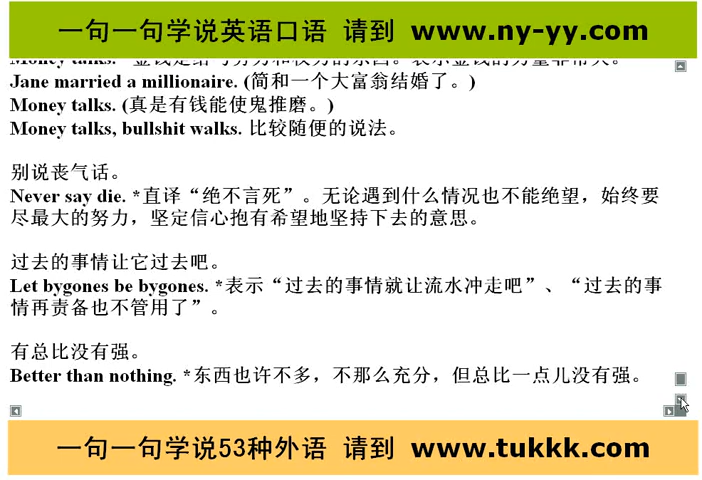 一句一句学说英语口语 请到 www.ny-yy.com
Money talks.
Jane married a millionaire. (简和一个大富翁结婚了。)
Money talks. (真是有钱能使鬼推磨。)
Money talks, bullshit walks. 比较随便的说法。
别说丧气话。
Never say die. *直译“绝不言死”。无论遇到什么情况也不能绝望，始终要
尽最大的努力，坚定信心抱有希望地坚持下去的意思。
过去的事情让它过去吧。
Let bygones be bygones. *表示“过去的事情就让流水冲走吧”、“过去的事
情再责备也不管用了”。
有总比没有强。
Better than nothing. *东西也许不多，不那么充分，但总比一点儿没有强。
一句一句学说53种外语 请到 www.tukkk.com